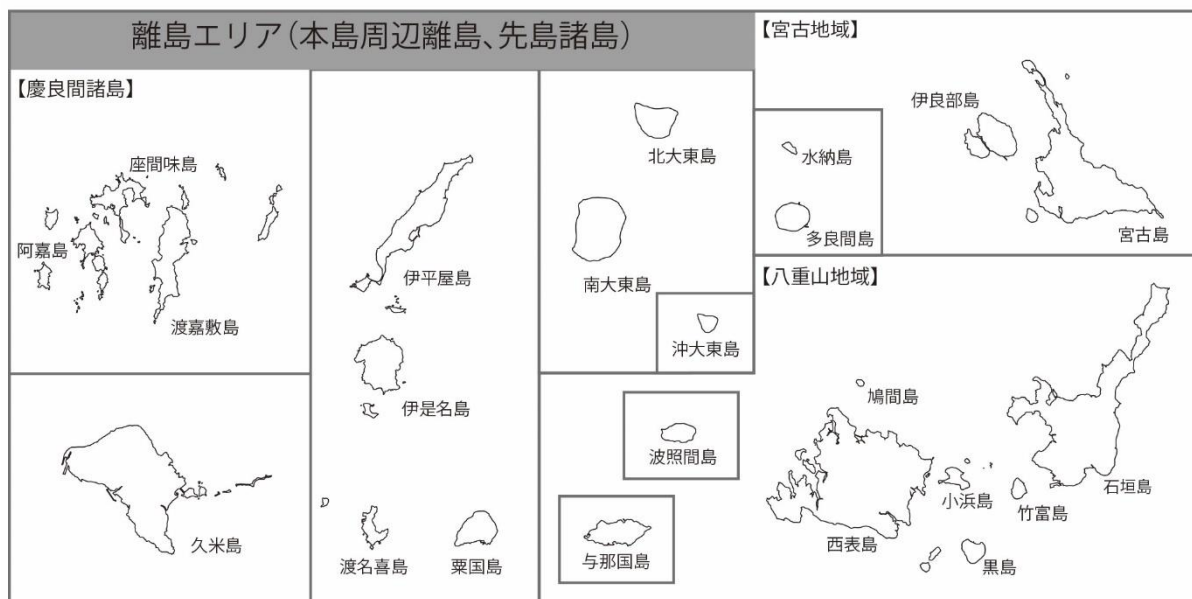 離島エリア（本島周辺離島、先島諸島）
【慶良間諸島】
座間味島
阿嘉島
渡嘉敷島
久米島
伊平屋島
伊是名島
渡名喜島
粟国島
北大東島
南大東島
沖大東島
波照間島
与那国島
【宮古地域】
伊良部島
水納島
多良間島
宮古島
【八重山地域】
鳩間島
小浜島
竹富島
石垣島
西表島
黒島